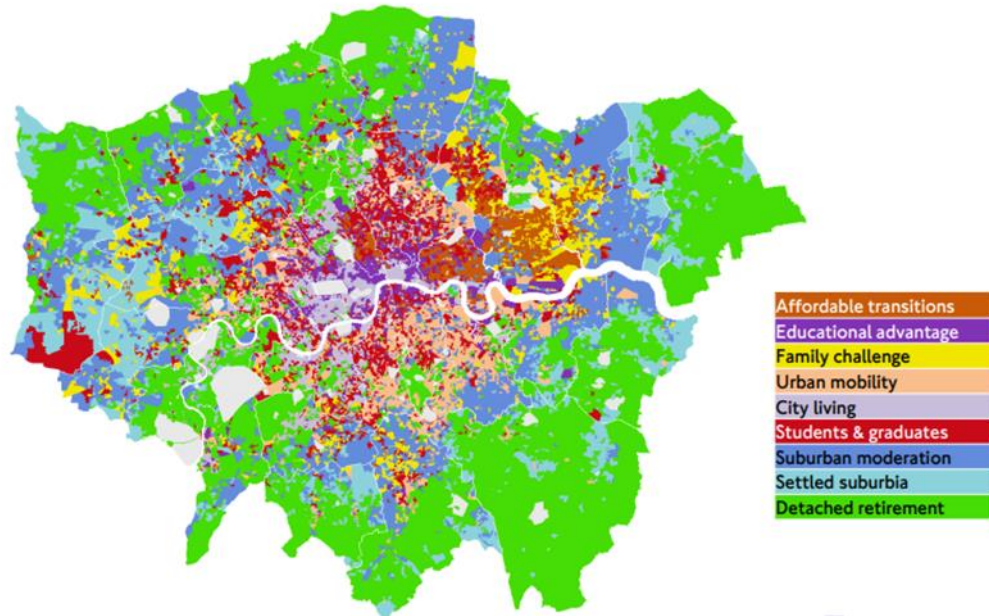 Affordable transitions
Educational advantage
Family challenge
Urban mobility
City living
Students & graduates
Suburban moderation
Settled suburbia
Detached retirement